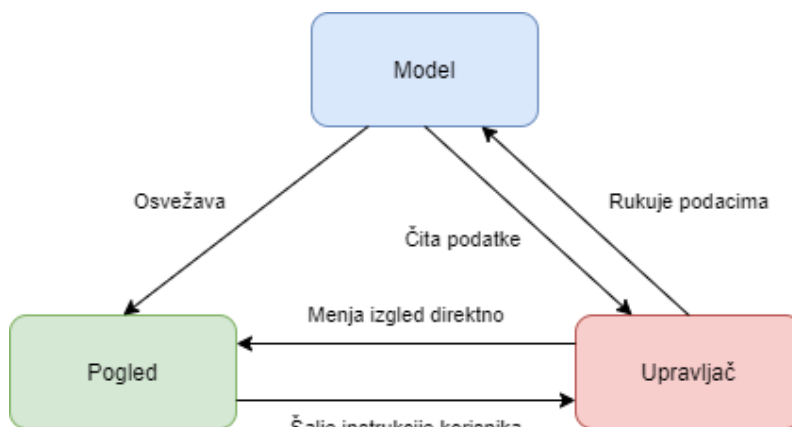 Model
Osvežava
Rukuje podacima
Čita podatke
Menja izgled direktno
Pogled
Upravljač
Šalje instrukcije korisnika